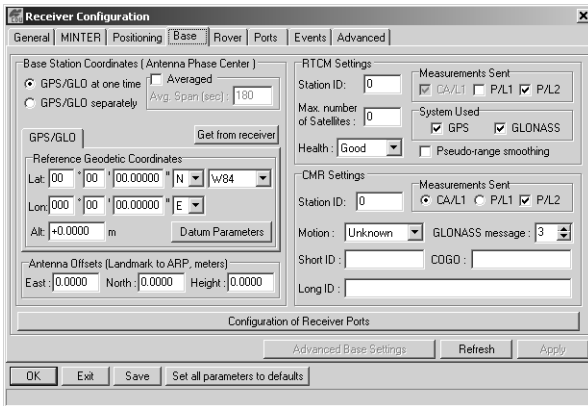 Receiver Configuration
General MINTER Positioning Base Rover Ports Events Advanced
Base Station Coordinates ( Antenna Phase Center )
GPS/GLO at one time
GPS/GLO separately
Averaged
Avg. Span (sec) : 180
GPS/GLO
Get from receiver
Reference Geodetic Coordinates
Lat: 00 ° 00 ' 00.00000 " N W84
Lon: 000 ° 00 ' 00.00000 " E
Alt: +0.0000 m Datum Parameters
Antenna Offsets (Landmark to ARP, meters)
East : 0.0000 North : 0.0000 Height : 0.0000
RTCM Settings
Station ID: 0
Max. number
of Satellites : 0
Health : Good
Measurements Sent
CA/L1 P/L1 P/L2
System Used
GPS GLONASS
Pseudo-range smoothing
CMR Settings
Station ID: 0
Measurements Sent
CA/L1 P/L1 P/L2
Motion : Unknown GLONASS message : 3
Short ID : COGO :
Long ID :
Configuration of Receiver Ports
Advanced Base Settings Refresh Apply
OK Exit Save Set all parameters to defaults